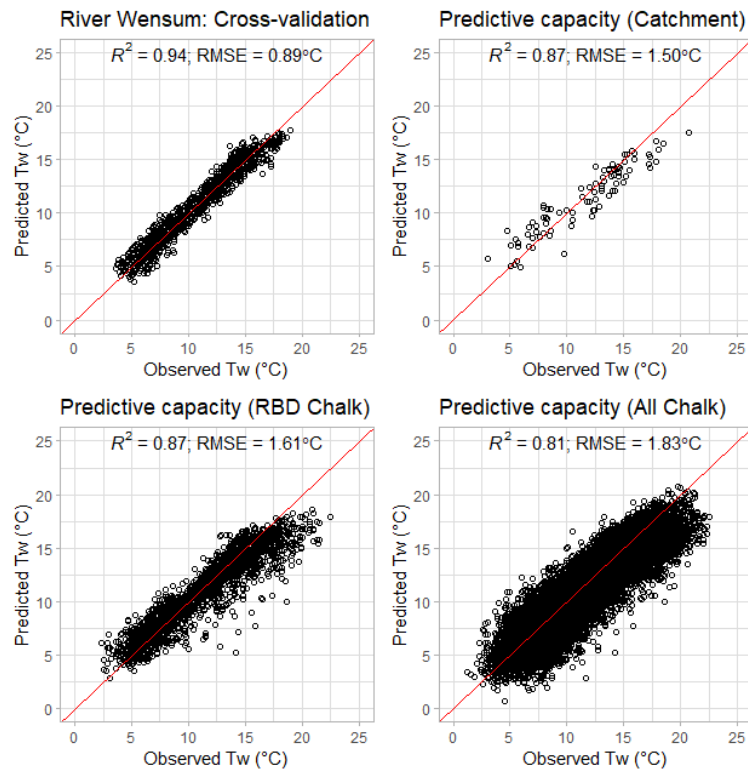 River Wensum: Cross-validation
R² = 0.94; RMSE = 0.89°C
Predicted Tw (°C)
25
20
15
10
5
0
0 5 10 15 20 25
Observed Tw (°C)
Predictive capacity (Catchment)
R² = 0.87; RMSE = 1.50°C
Predicted Tw (°C)
25
20
15
10
5
0
0 5 10 15 20 25
Observed Tw (°C)
Predictive capacity (RBD Chalk)
R² = 0.87; RMSE = 1.61°C
Predicted Tw (°C)
25
20
15
10
5
0
0 5 10 15 20 25
Observed Tw (°C)
Predictive capacity (All Chalk)
R² = 0.81; RMSE = 1.83°C
Predicted Tw (°C)
25
20
15
10
5
0
0 5 10 15 20 25
Observed Tw (°C)